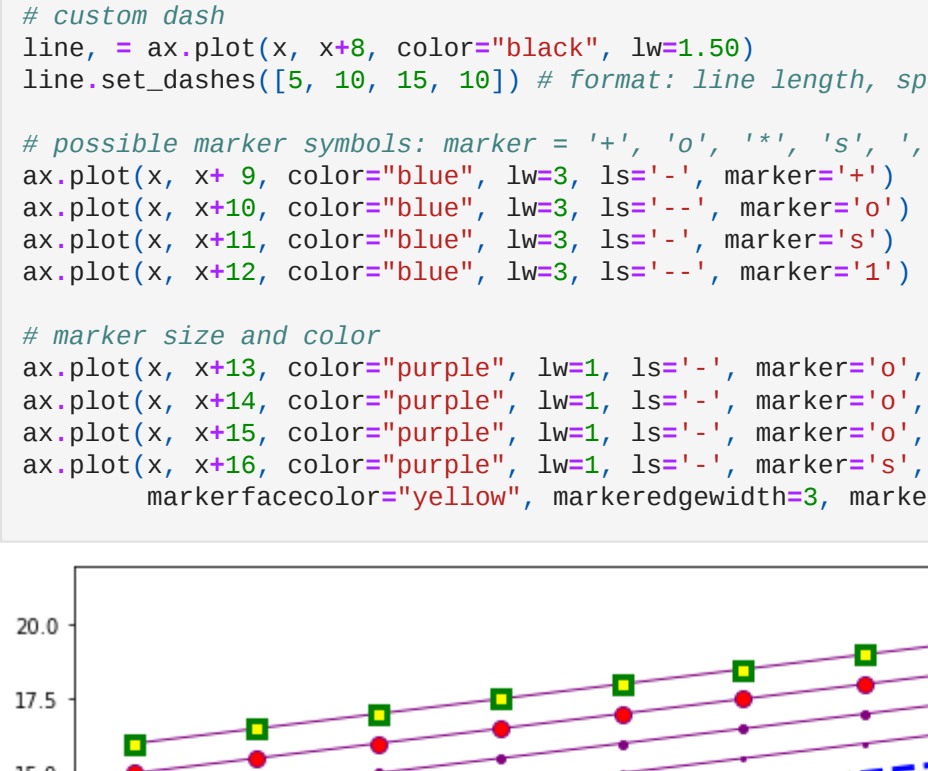 # custom dash
line, = ax.plot(x, x+8, color="black", lw=1.50)
line.set_dashes([5, 10, 15, 10]) # format: line length, sp

# possible marker symbols: marker = '+', 'o', '*', 's', ',
ax.plot(x, x+ 9, color="blue", lw=3, ls='-', marker='+')
ax.plot(x, x+10, color="blue", lw=3, ls='--', marker='o')
ax.plot(x, x+11, color="blue", lw=3, ls='-', marker='s')
ax.plot(x, x+12, color="blue", lw=3, ls='--', marker='1')

# marker size and color
ax.plot(x, x+13, color="purple", lw=1, ls='-', marker='o',
ax.plot(x, x+14, color="purple", lw=1, ls='-', marker='o',
ax.plot(x, x+15, color="purple", lw=1, ls='-', marker='o',
ax.plot(x, x+16, color="purple", lw=1, ls='-', marker='s',
        markerfacecolor="yellow", markeredgewidth=3, marke
20.0
17.5
15.0